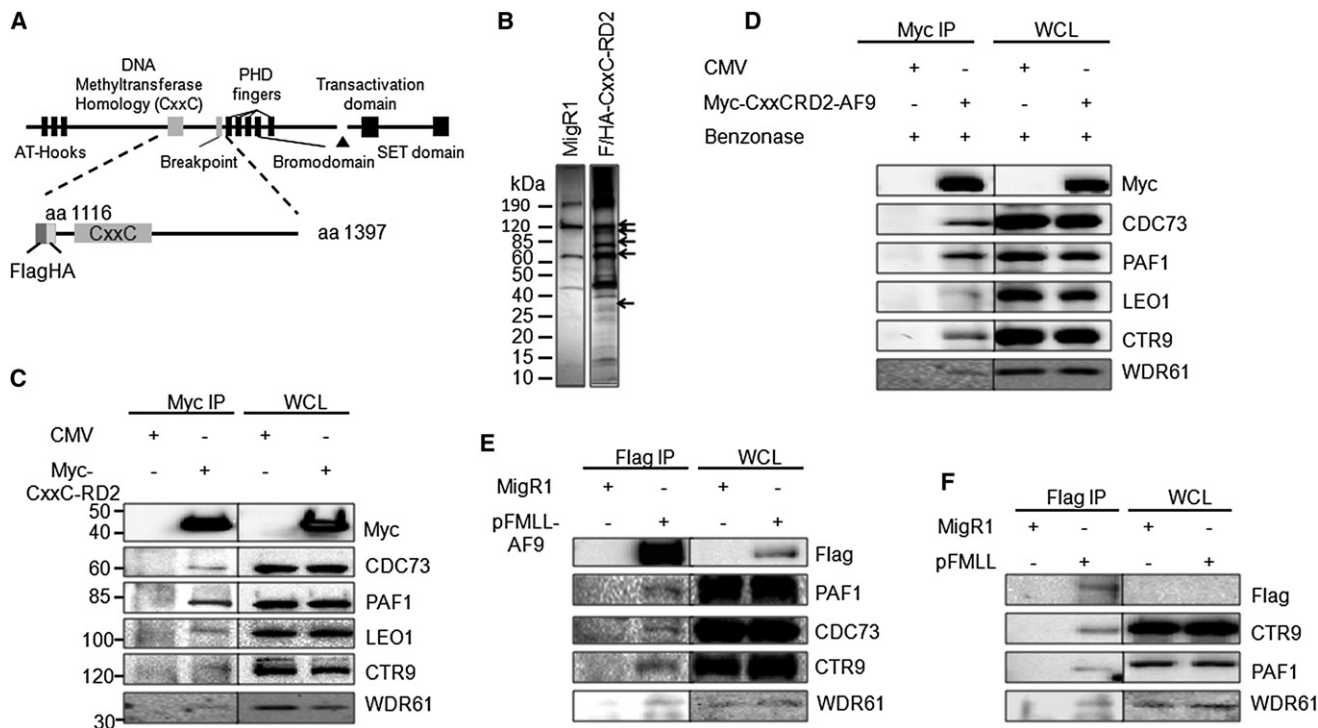 A
DNA
Methyltransferase
Homology (CxxC)
PHD
fingers
Transactivation
domain
AT-Hooks
Breakpoint
Bromodomain
SET domain
aa 1116
CxxC
aa 1397
FlagHA
B
MigR1
F/HA-CxxC-RD2
kDa
190
120
85
60
50
40
25
20
15
10
C
Myc IP WCL
CMV + - + -
Myc-
CxxC-RD2 - + - +
50
40
Myc
60
CDC73
85
PAF1
100
LEO1
120
CTR9
30
WDR61
D
Myc IP WCL
CMV + - + -
Myc-CxxCRD2-AF9 - + - +
Benzonase + + + +
Myc
CDC73
PAF1
LEO1
CTR9
WDR61
E
Flag IP WCL
MigR1 + - + -
pFMLL-
AF9 - + - +
Flag
PAF1
CDC73
CTR9
WDR61
F
Flag IP WCL
MigR1 + - + -
pFMLL - + - +
Flag
CTR9
PAF1
WDR61